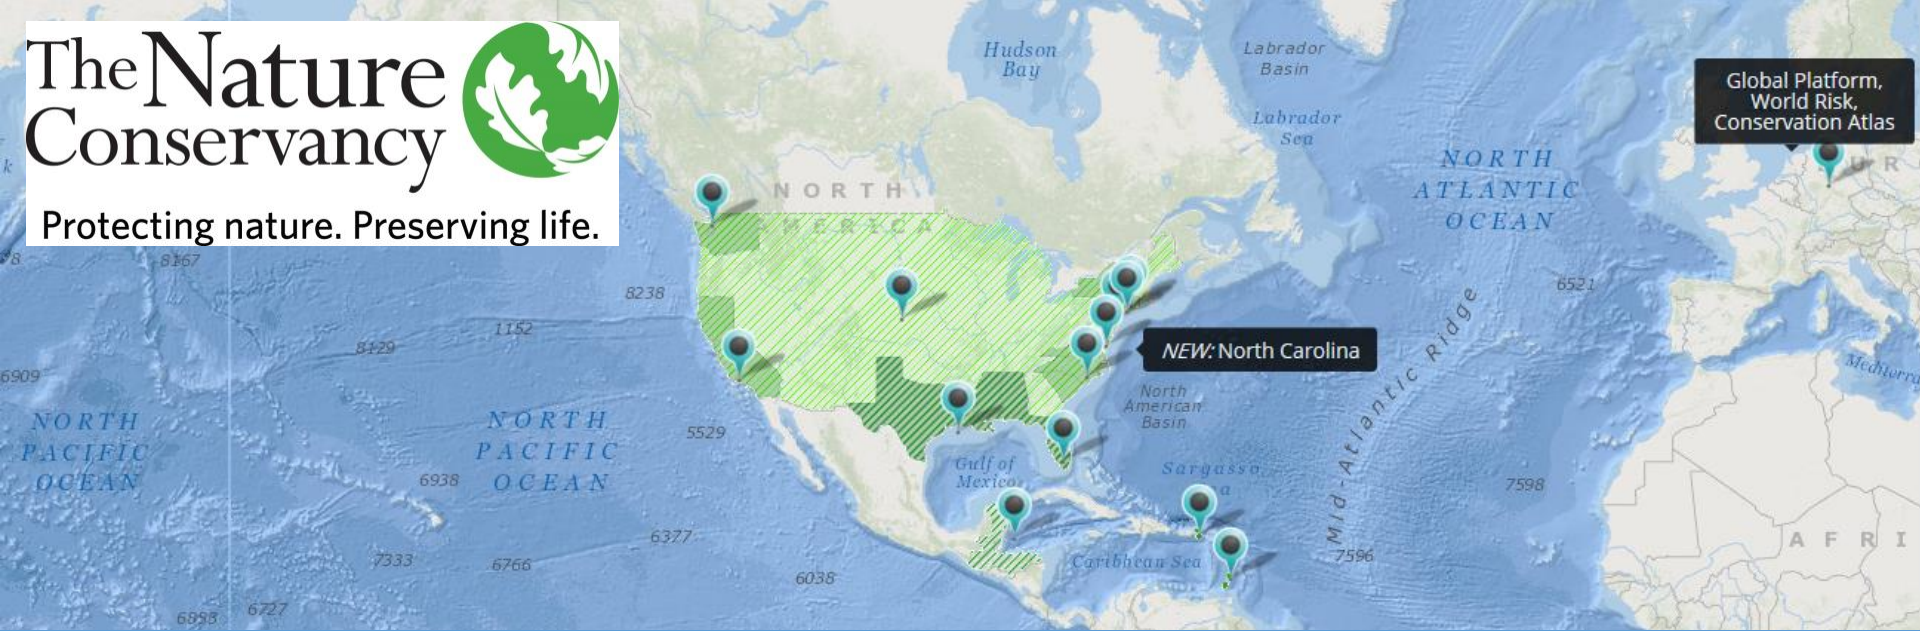 The Nature
Conservancy
Protecting nature. Preserving life.
Hudson
Bay
Labrador
Basin
Labrador
Sea
Global Platform,
World Risk,
Conservation Atlas
NORTH
ATLANTIC
OCEAN
NORTH
AMERICA
U R
k
8167
8238
1152
8129
6909
6521
NEW: North Carolina
Mid-Atlantic Ridge
North
American
Basin
NORTH
PACIFIC
OCEAN
NORTH
PACIFIC
OCEAN
5529
6938
Gulf of
Mexico
Sargasso
a
7598
6377
7333
6766
6038
Caribbean Sea
7596
AFRI
6727